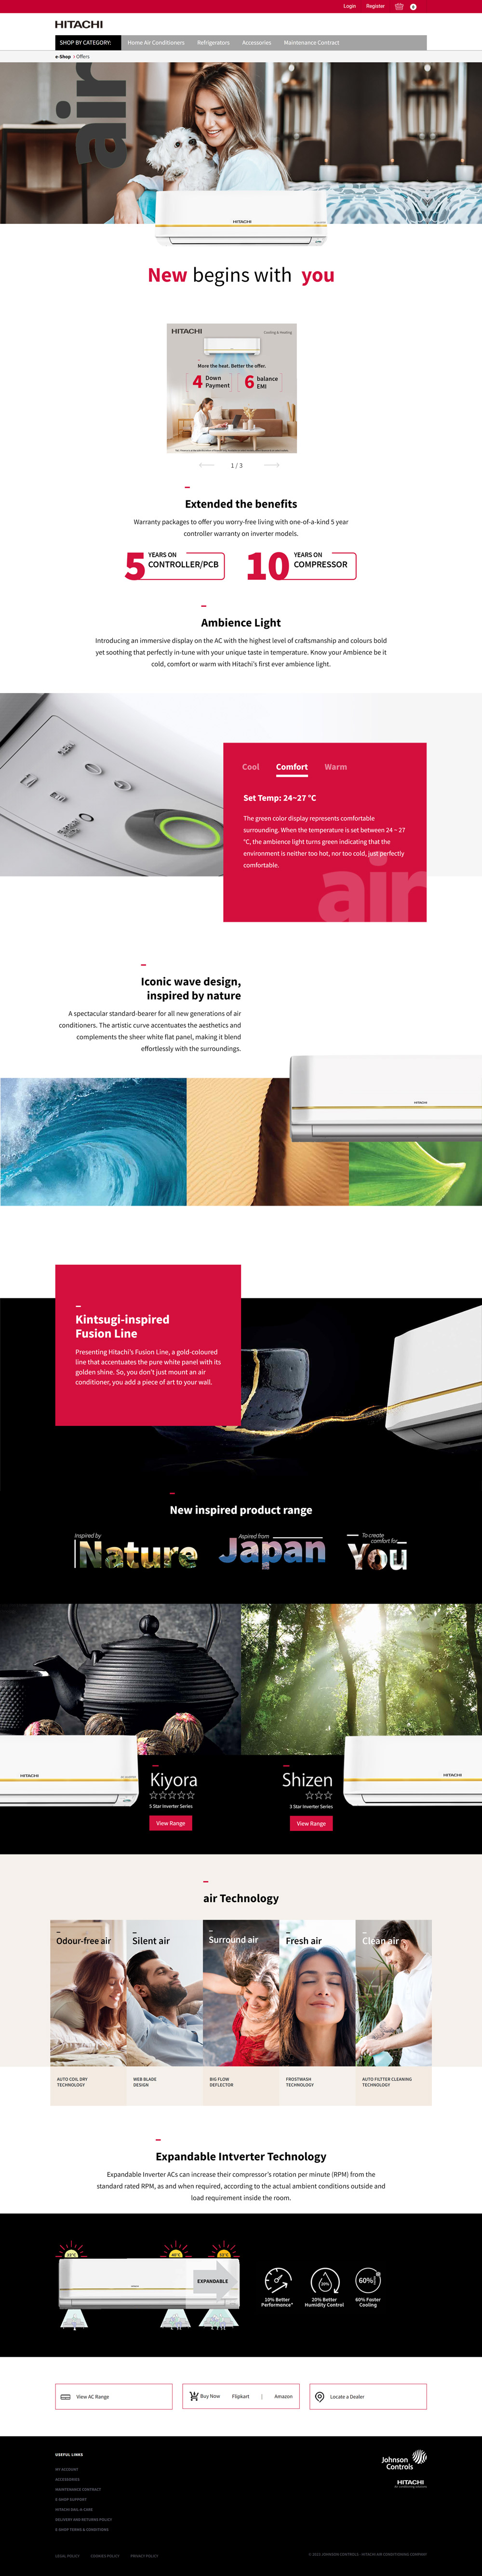 Login Register 0
HITACHI
SHOP BY CATEGORY: Home Air Conditioners Refrigerators Accessories Maintenance Contract
e-Shop > Offers
air
HITACHI
New begins with you
HITACHI
Cooling & Heating
More the heat. Better the offer.
4 Down Payment
6 balance EMI
1 / 3
Extended the benefits
Warranty packages to offer you worry-free living with one-of-a-kind 5 year
controller warranty on inverter models.
5 YEARS ON CONTROLLER/PCB
10 YEARS ON COMPRESSOR
Ambience Light
Introducing an immersive display on the AC with the highest level of craftsmanship and colours bold
yet soothing that perfectly in-tune with your unique taste in temperature. Know your Ambience be it
cold, comfort or warm with Hitachi's first ever ambience light.
Cool Comfort Warm
Set Temp: 24~27 °C
The green color display represents comfortable
surrounding. When the temperature is set between 24 ~ 27
°C, the ambience light turns green indicating that the
environment is neither too hot, nor too cold, just perfectly
comfortable.
air
Iconic wave design,
inspired by nature
A spectacular standard-bearer for all new generations of air
conditioners. The artistic curve accentuates the aesthetics and
complements the sheer white flat panel, making it blend
effortlessly with the surroundings.
HITACHI
Kintsugi-inspired
Fusion Line
Presenting Hitachi's Fusion Line, a gold-coloured
line that accentuates the pure white panel with its
golden shine. So, you don't just mount an air
conditioner, you add a piece of art to your wall.
New inspired product range
Inspired by
Nature
Aspired from
Japan
To create
comfort for
You
HITACHI
HITACHI
Kiyora
5 Star Inverter Series
View Range
Shizen
3 Star Inverter Series
View Range
air Technology
Odour-free air
Silent air
Surround air
Fresh air
Clean air
AUTO COIL DRY
TECHNOLOGY
WEB BLADE
DESIGN
BIG FLOW
DEFLECTOR
FROSTWASH
TECHNOLOGY
AUTO FILTTER CLEANING
TECHNOLOGY
Expandable Intverter Technology
Expandable Inverter ACs can increase their compressor's rotation per minute (RPM) from the
standard rated RPM, as and when required, according to the actual ambient conditions outside and
load requirement inside the room.
EXPANDABLE
10% Better
Performance*
20%
20% Better
Humidity Control
60%
60% Faster
Cooling
View AC Range
Buy Now Flipkart | Amazon
Locate a Dealer
USEFUL LINKS
MY ACCOUNT
ACCESSERIES
MAINTENANCE CONTRACT
E-SHOP SUPPORT
HITACHI DIAL-A-CARE
DELIVERY AND RETURNS POLICY
E-SHOP TERMS & CONDITIONS
Johnson
Controls
HITACHI
Air conditioning solutions
LEGAL POLICY COOKIES POLICY PRIVACY POLICY